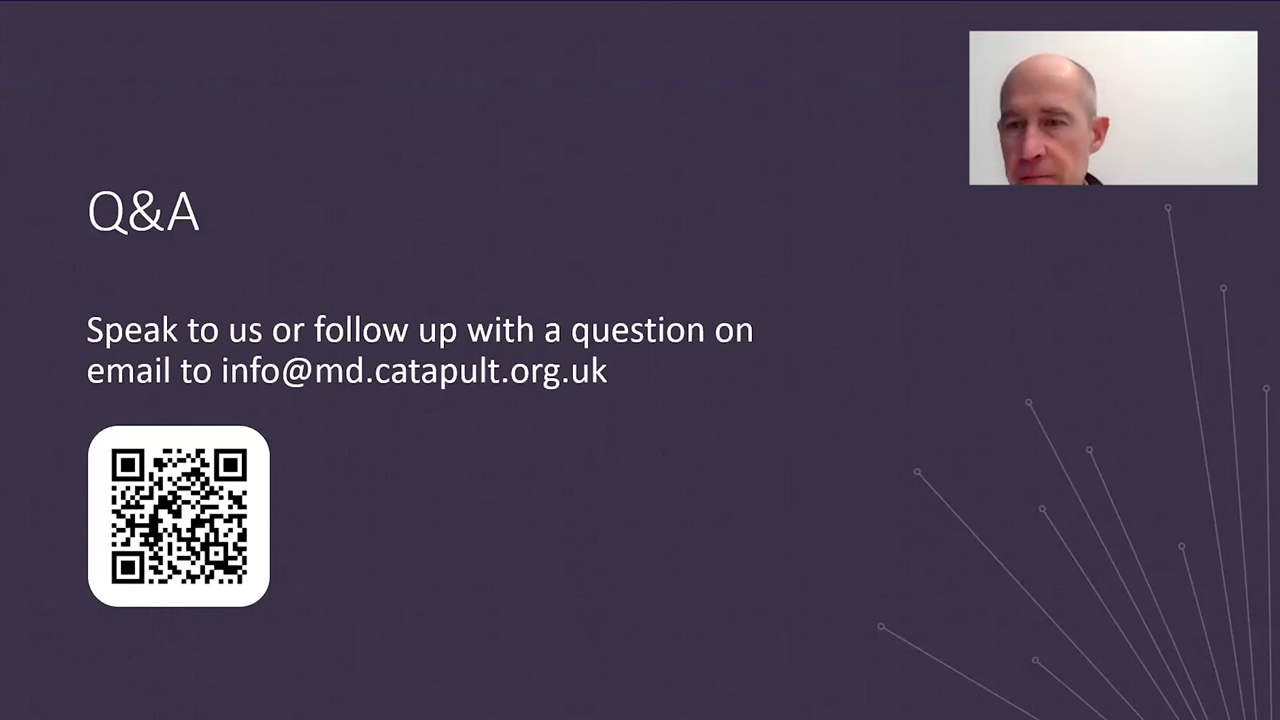 Q&A
Speak to us or follow up with a question on
email to info@md.catapult.org.uk